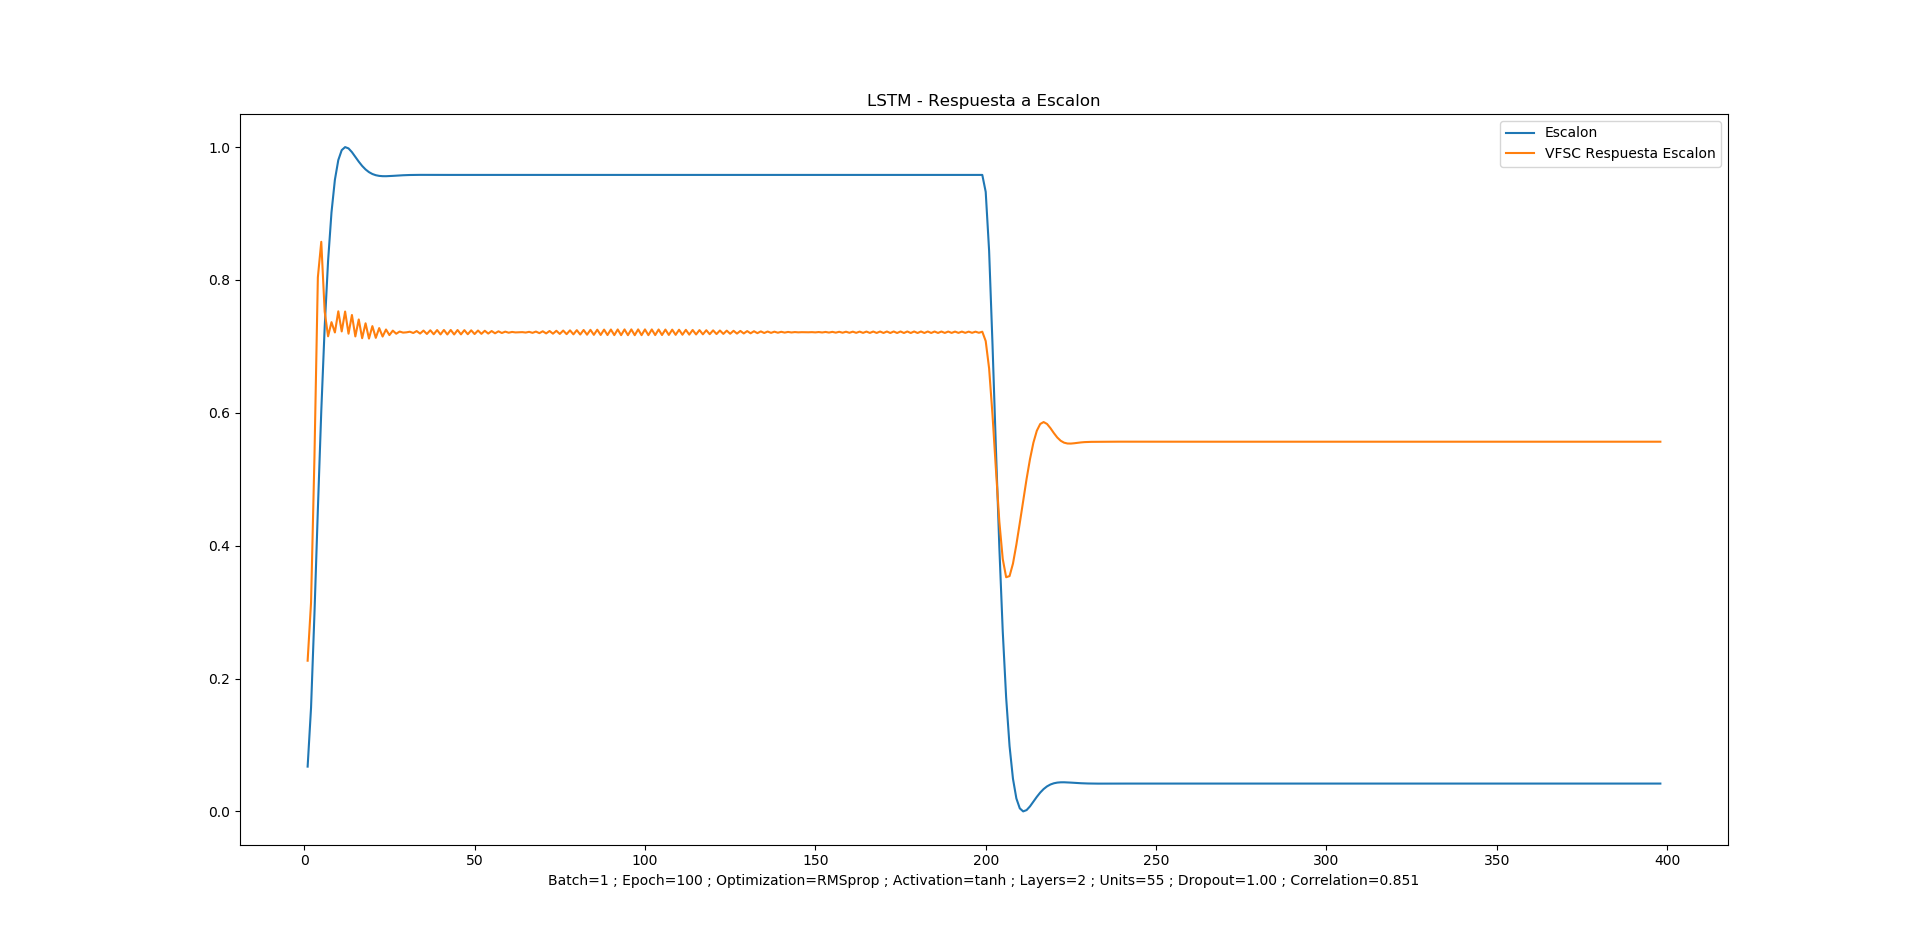 LSTM - Respuesta a Escalon
Escalon
VFSC Respuesta Escalon
1.0
0.8
0.6
0.4
0.2
0.0
0 50 100 150 200 250 300 350 400
Batch=1 ; Epoch=100 ; Optimization=RMSprop ; Activation=tanh ; Layers=2 ; Units=55 ; Dropout=1.00 ; Correlation=0.851